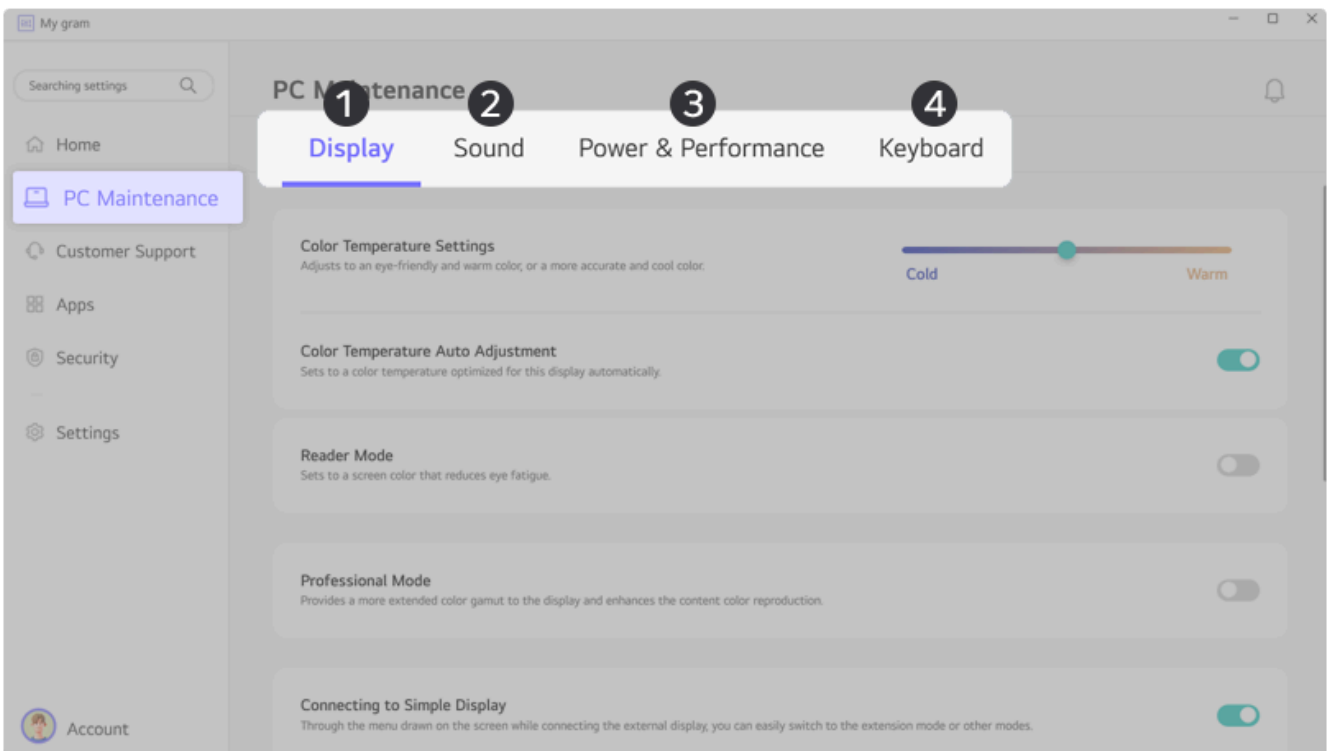 My gram
Searching settings
Home
PC Maintenance
Customer Support
Apps
Security
Settings
Account
PC Maintenance
1 2 3 4
Display Sound Power & Performance Keyboard
Color Temperature Settings
Adjusts to an eye-friendly and warm color, or a more accurate and cool color.
Cold Warm
Color Temperature Auto Adjustment
Sets to a color temperature optimized for this display automatically.
Reader Mode
Sets to a screen color that reduces eye fatigue.
Professional Mode
Provides a more extended color gamut to the display and enhances the content color reproduction.
Connecting to Simple Display
Through the menu drawn on the screen while connecting the external display, you can easily switch to the extension mode or other modes.